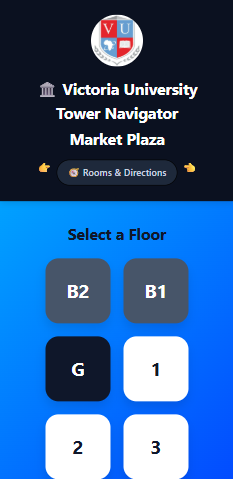 VU
Victoria University
Tower Navigator
Market Plaza
Rooms & Directions
Select a Floor
B2 B1
G 1
2 3